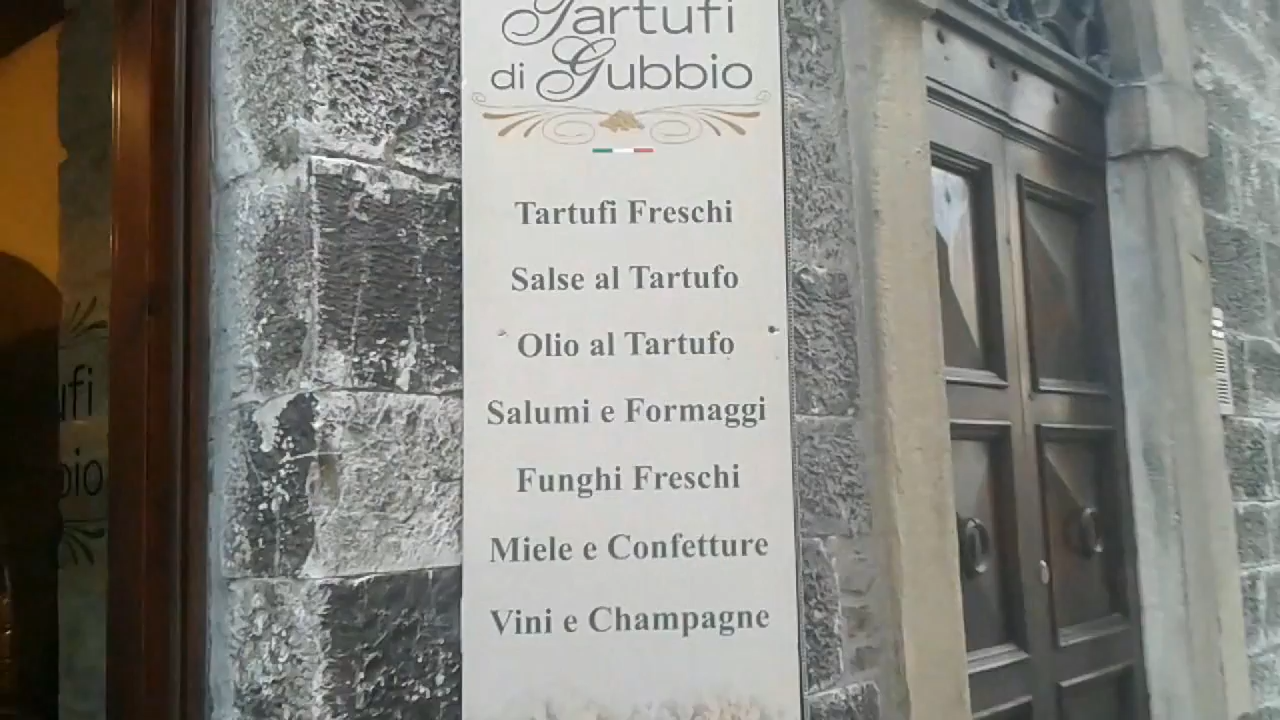 Tartufi
di Gubbio
Tartufi Freschi
Salse al Tartufo
Olio al Tartufo
Salumi e Formaggi
Funghi Freschi
Miele e Confetture
Vini e Champagne